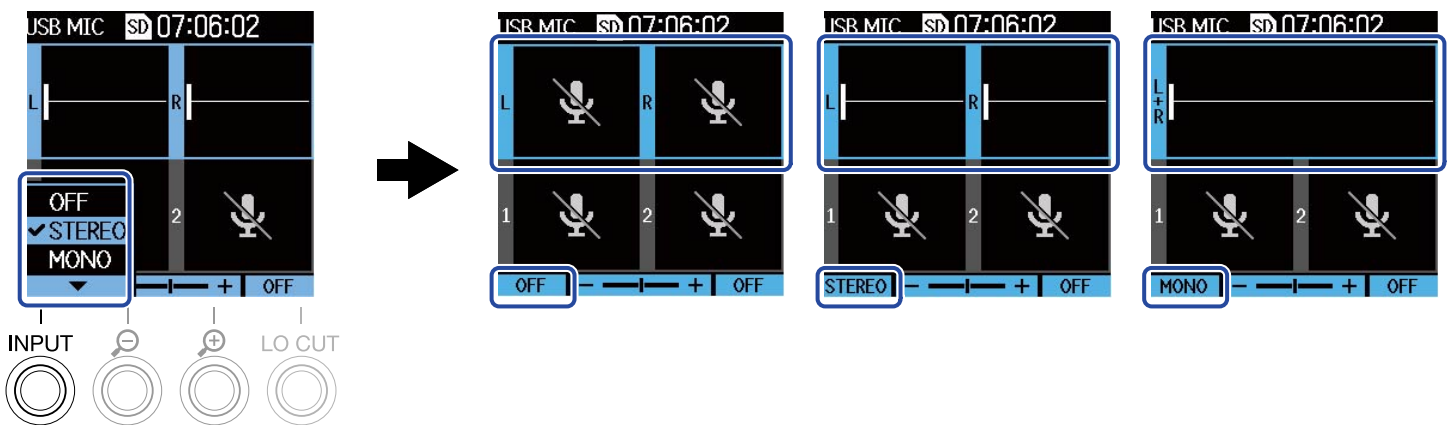 USB MIC SD 07:06:02
L R
OFF
✔STEREO 2
MONO
+ OFF
INPUT LO CUT
USB MIC SD 07:06:02
L R
1 2
OFF - + OFF
USB MIC SD 07:06:02
L R
1 2
STEREO - + OFF
USB MIC SD 07:06:02
L+R
1 2
MONO - + OFF